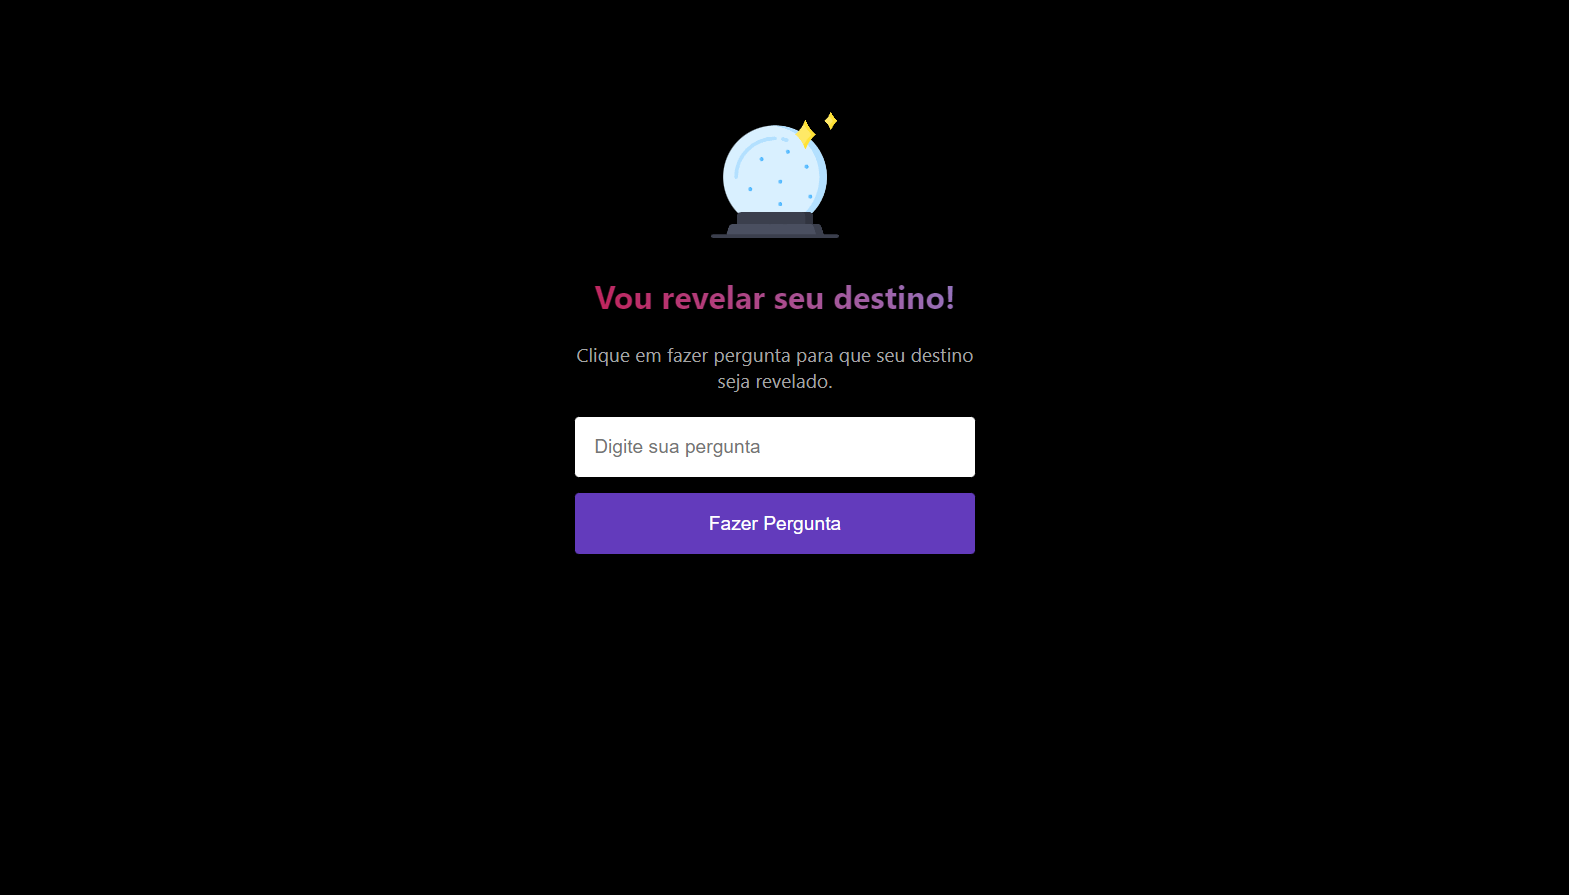 Vou revelar seu destino!
Clique em fazer pergunta para que seu destino
seja revelado.
Digite sua pergunta
Fazer Pergunta